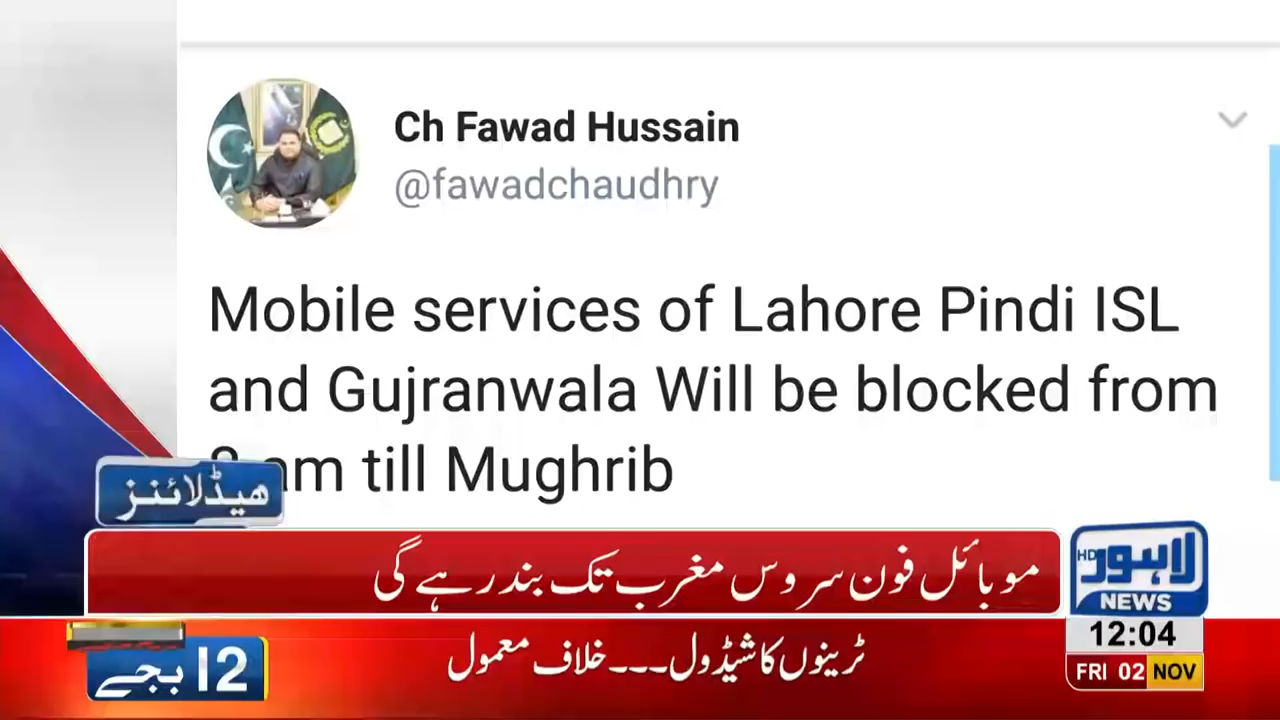 Ch Fawad Hussain
@fawadchaudhry
Mobile services of Lahore Pindi ISL
and Gujranwala Will be blocked from
am till Mughrib
ہیڈلائنز
موبائل فون سروس مغرب تک بند رہے گی
HD لاہور
NEWS
12:04
ٹرینوں کا شیڈول۔۔۔خلاف معمول
12 بجے
FRI 02 NOV